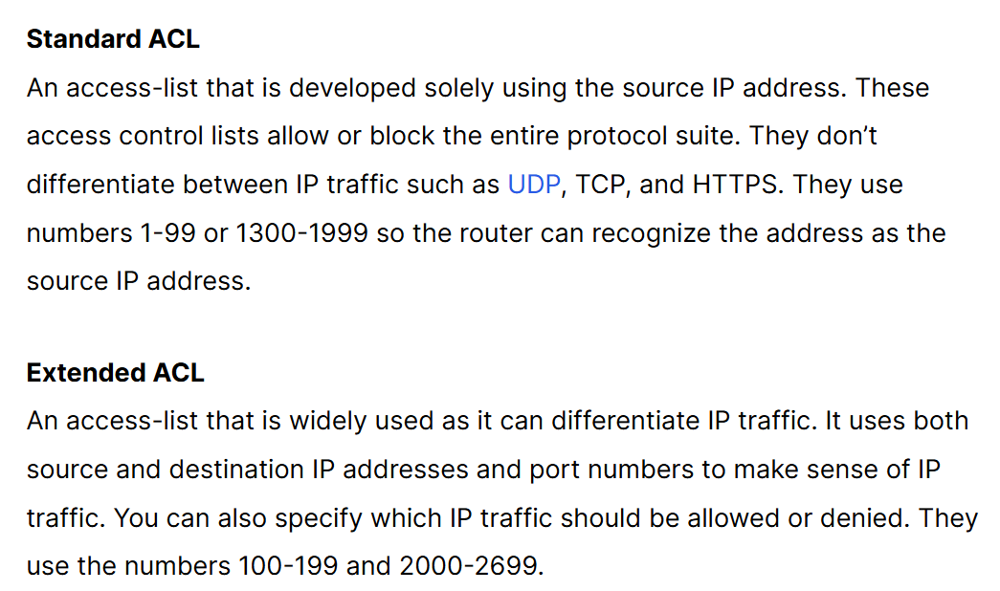 Standard ACL
An access-list that is developed solely using the source IP address. These
access control lists allow or block the entire protocol suite. They don’t
differentiate between IP traffic such as UDP, TCP, and HTTPS. They use
numbers 1-99 or 1300-1999 so the router can recognize the address as the
source IP address.
Extended ACL
An access-list that is widely used as it can differentiate IP traffic. It uses both
source and destination IP addresses and port numbers to make sense of IP
traffic. You can also specify which IP traffic should be allowed or denied. They
use the numbers 100-199 and 2000-2699.